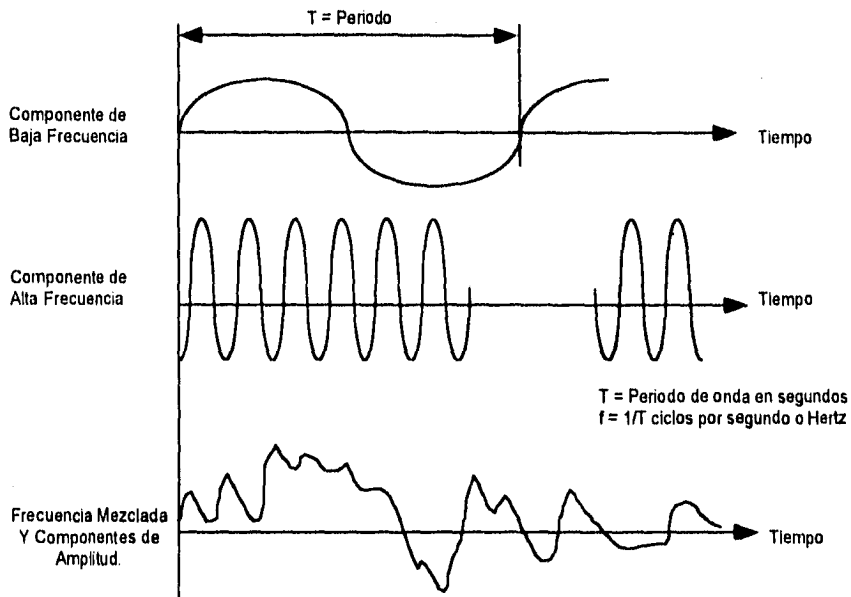 T = Periodo
Componente de
Baja Frecuencia
Tiempo
Componente de
Alta Frecuencia
Tiempo
T = Periodo de onda en segundos
f = 1/T ciclos por segundo o Hertz
Frecuencia Mezclada
Y Componentes de
Amplitud.
Tiempo